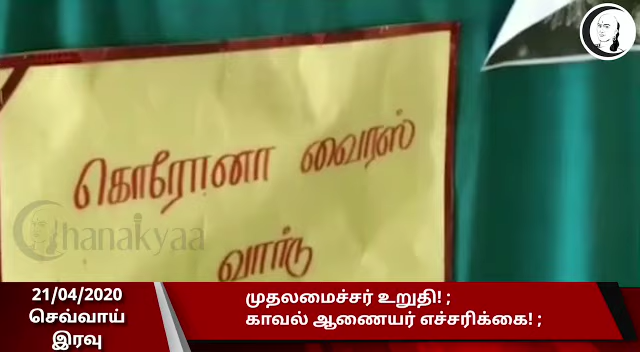 கொரோனா வைரஸ்
வார்டு
Chanakyaa
21/04/2020
செவ்வாய்
இரவு
முதலமைச்சர் உறுதி! ;
காவல் ஆணையர் எச்சரிக்கை! ;